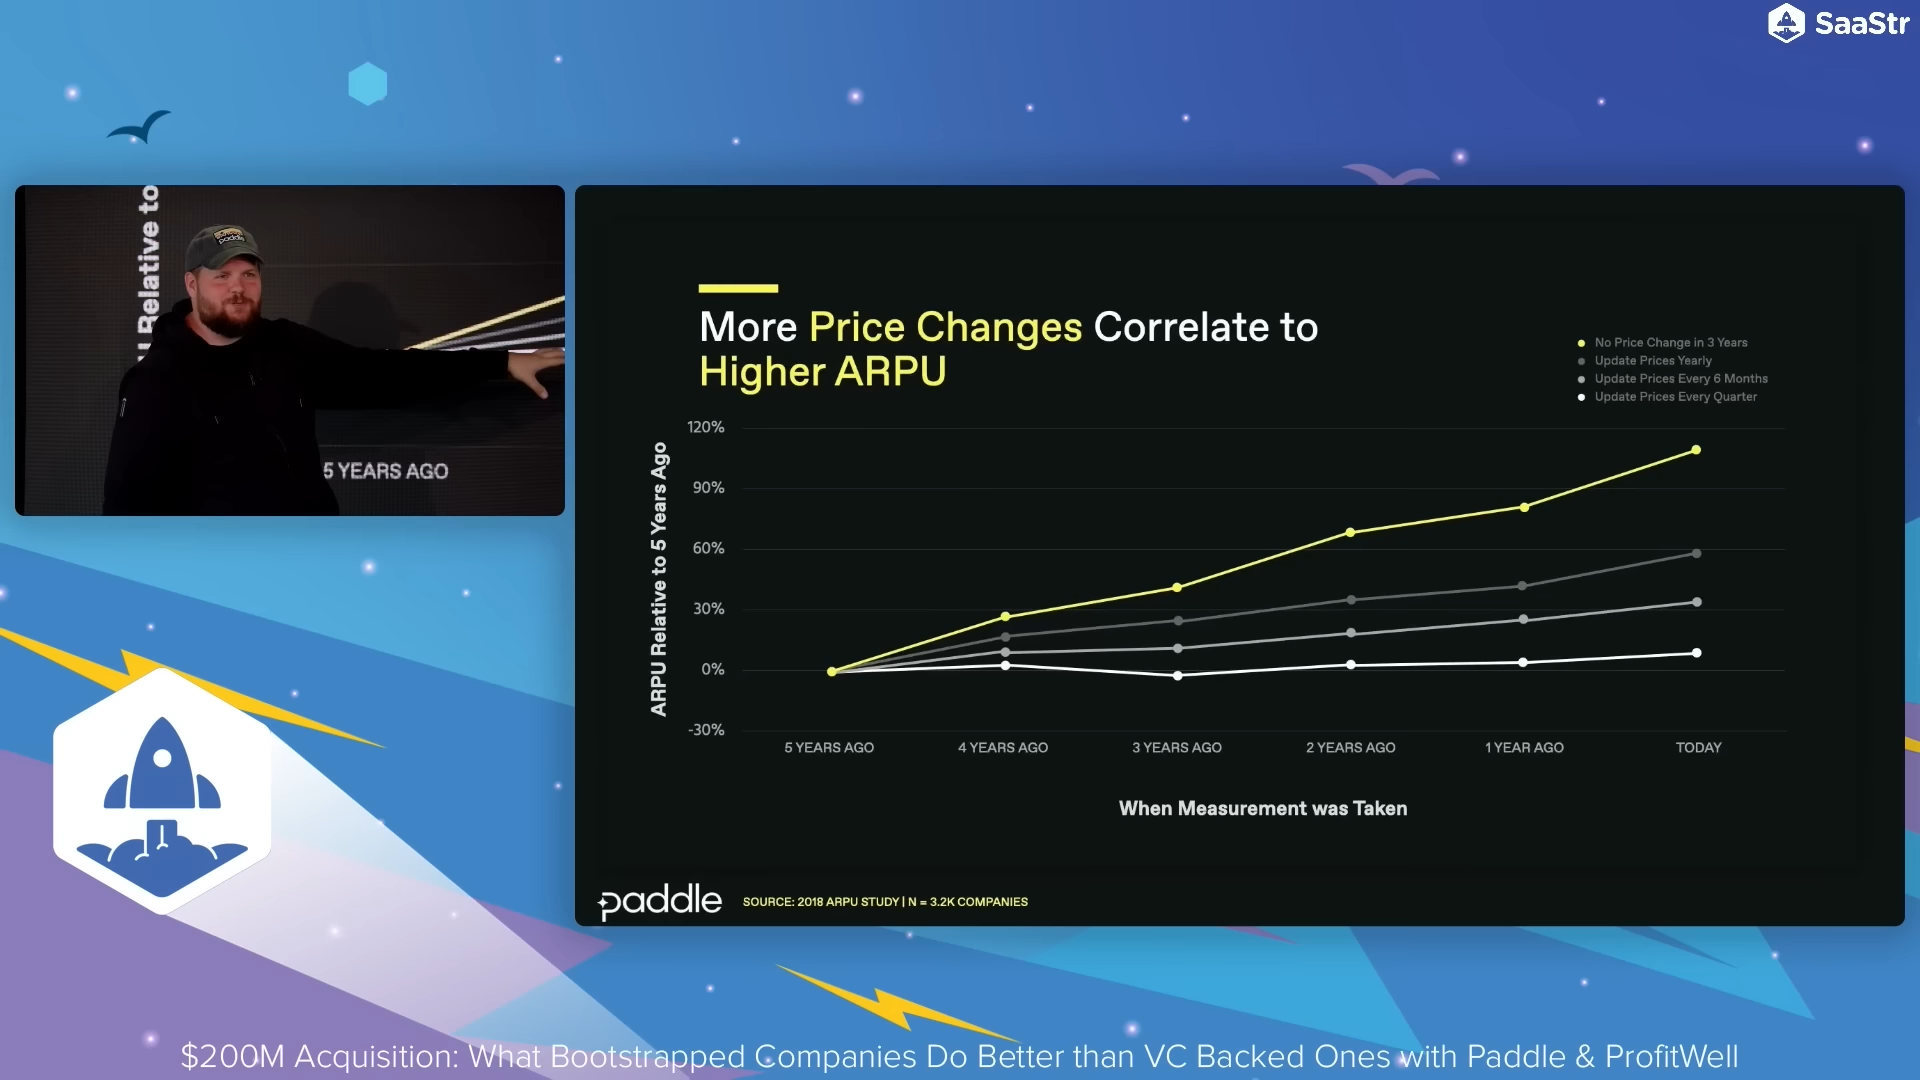 SaaStr
Relative to
paddle
5 YEARS AGO
More Price Changes Correlate to
Higher ARPU
No Price Change in 3 Years
Update Prices Yearly
Update Prices Every 6 Months
Update Prices Every Quarter
ARPU Relative to 5 Years Ago
120%
90%
60%
30%
0%
-30%
5 YEARS AGO
4 YEARS AGO
3 YEARS AGO
2 YEARS AGO
1 YEAR AGO
TODAY
When Measurement was Taken
paddle
SOURCE: 2018 ARPU STUDY | N = 3.2K COMPANIES
$200M Acquisition: What Bootstrapped Companies Do Better than VC Backed Ones with Paddle & ProfitWell